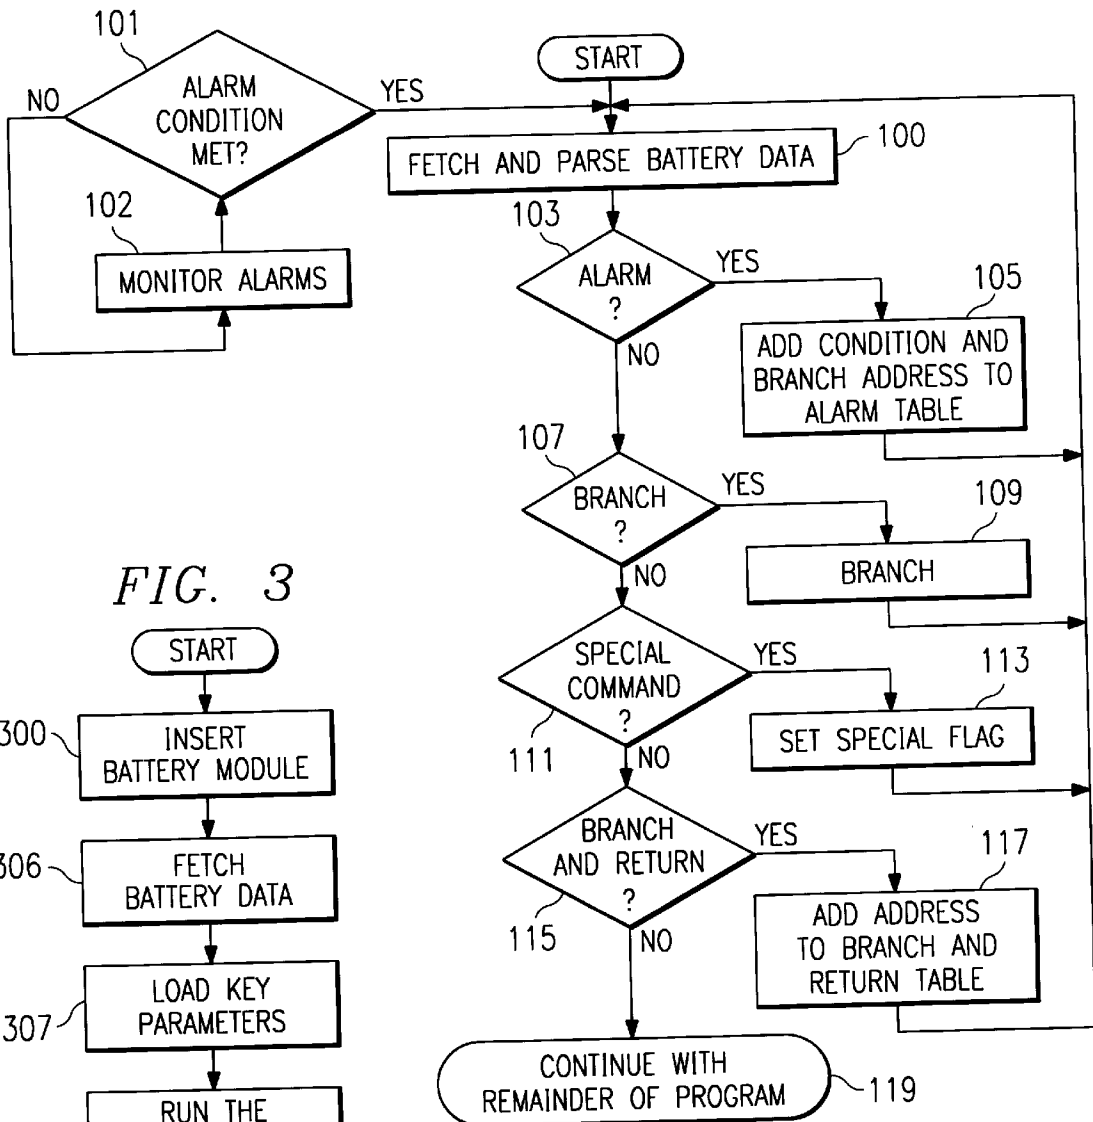 101
ALARM
CONDITION
MET?
NO
YES
102
MONITOR ALARMS
START
100
FETCH AND PARSE BATTERY DATA
103
ALARM
?
YES
NO
105
ADD CONDITION AND
BRANCH ADDRESS TO
ALARM TABLE
107
BRANCH
?
YES
NO
109
BRANCH
SPECIAL
COMMAND
?
111
YES
NO
113
SET SPECIAL FLAG
BRANCH
AND RETURN
?
115
YES
NO
117
ADD ADDRESS
TO BRANCH AND
RETURN TABLE
CONTINUE WITH
REMAINDER OF PROGRAM
119
FIG. 3
START
300
INSERT
BATTERY MODULE
306
FETCH
BATTERY DATA
307
LOAD KEY
PARAMETERS
RUN THE